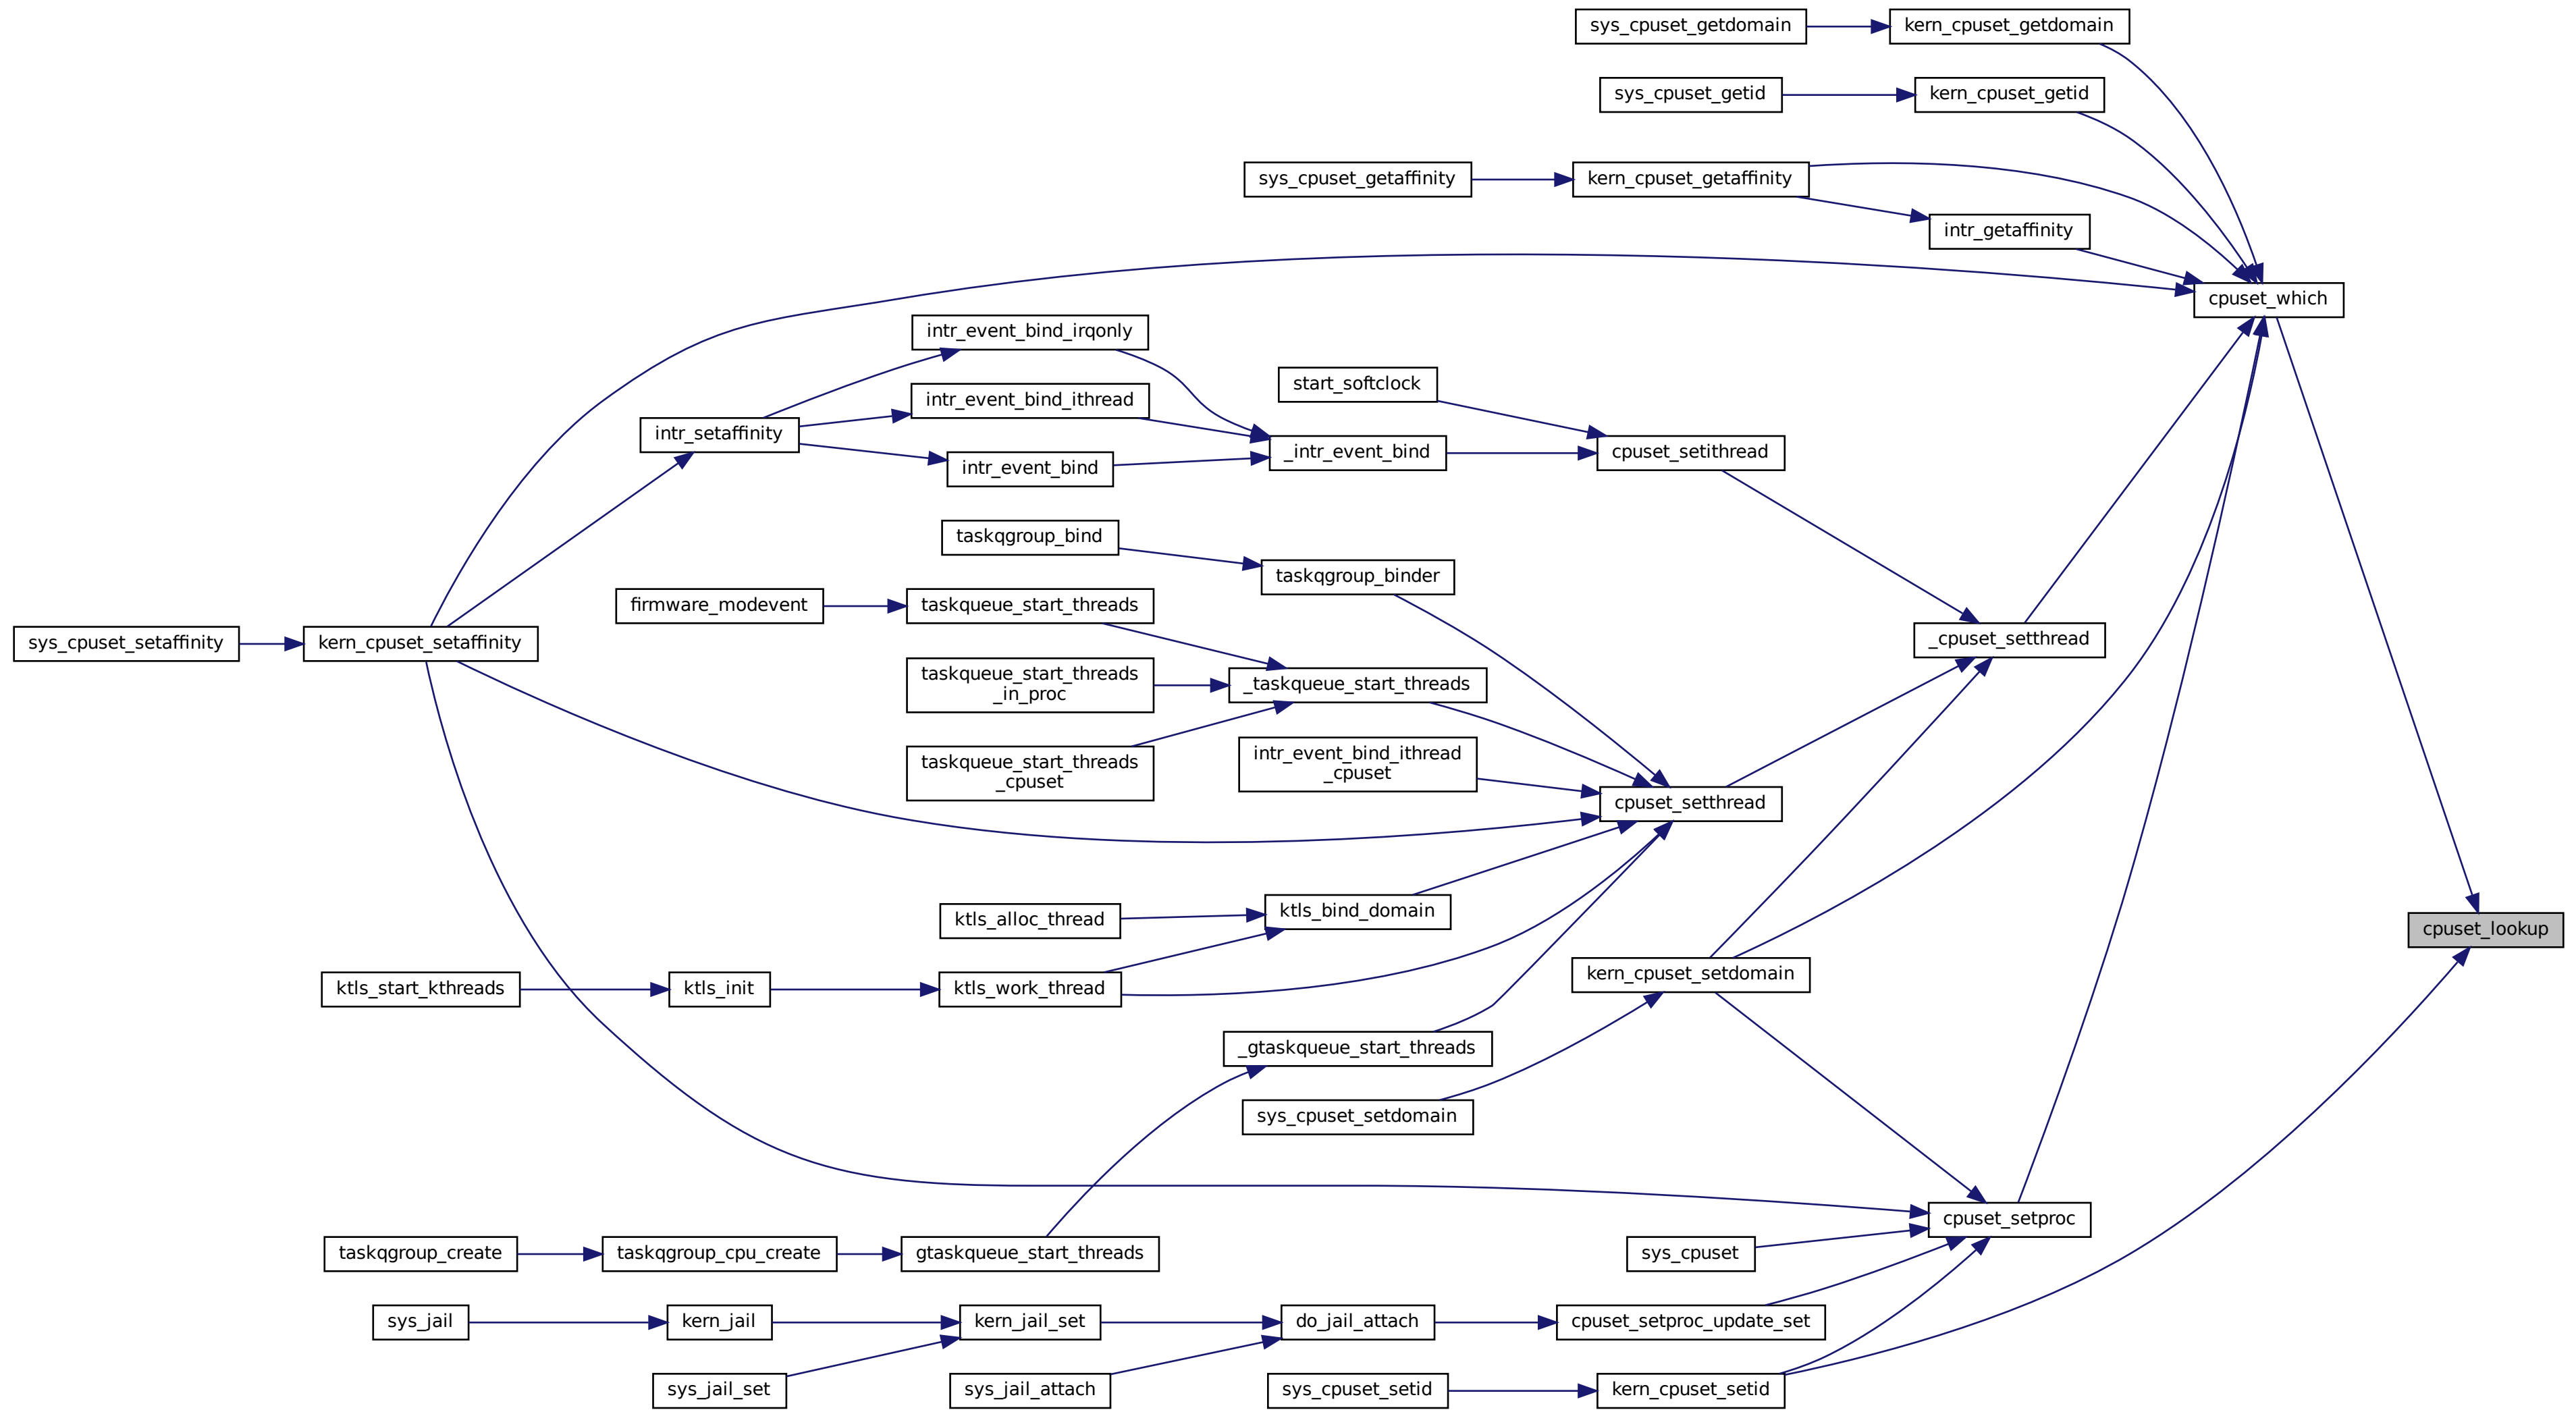 sys_cpuset_getdomain
kern_cpuset_getdomain
sys_cpuset_getid
kern_cpuset_getid
sys_cpuset_getaffinity
kern_cpuset_getaffinity
intr_getaffinity
cpuset_which
intr_event_bind_irqonly
start_softclock
intr_event_bind_ithread
intr_setaffinity
_intr_event_bind
cpuset_setithread
intr_event_bind
taskqgroup_bind
taskqgroup_binder
firmware_modevent
taskqueue_start_threads
sys_cpuset_setaffinity
kern_cpuset_setaffinity
_cpuset_setthread
taskqueue_start_threads
_in_proc
_taskqueue_start_threads
taskqueue_start_threads
_cpuset
intr_event_bind_ithread
_cpuset
cpuset_setthread
ktls_alloc_thread
ktls_bind_domain
cpuset_lookup
ktls_start_kthreads
ktls_init
ktls_work_thread
kern_cpuset_setdomain
_gtaskqueue_start_threads
sys_cpuset_setdomain
cpuset_setproc
taskqgroup_create
taskqgroup_cpu_create
gtaskqueue_start_threads
sys_cpuset
sys_jail
kern_jail
kern_jail_set
do_jail_attach
cpuset_setproc_update_set
sys_jail_set
sys_jail_attach
sys_cpuset_setid
kern_cpuset_setid